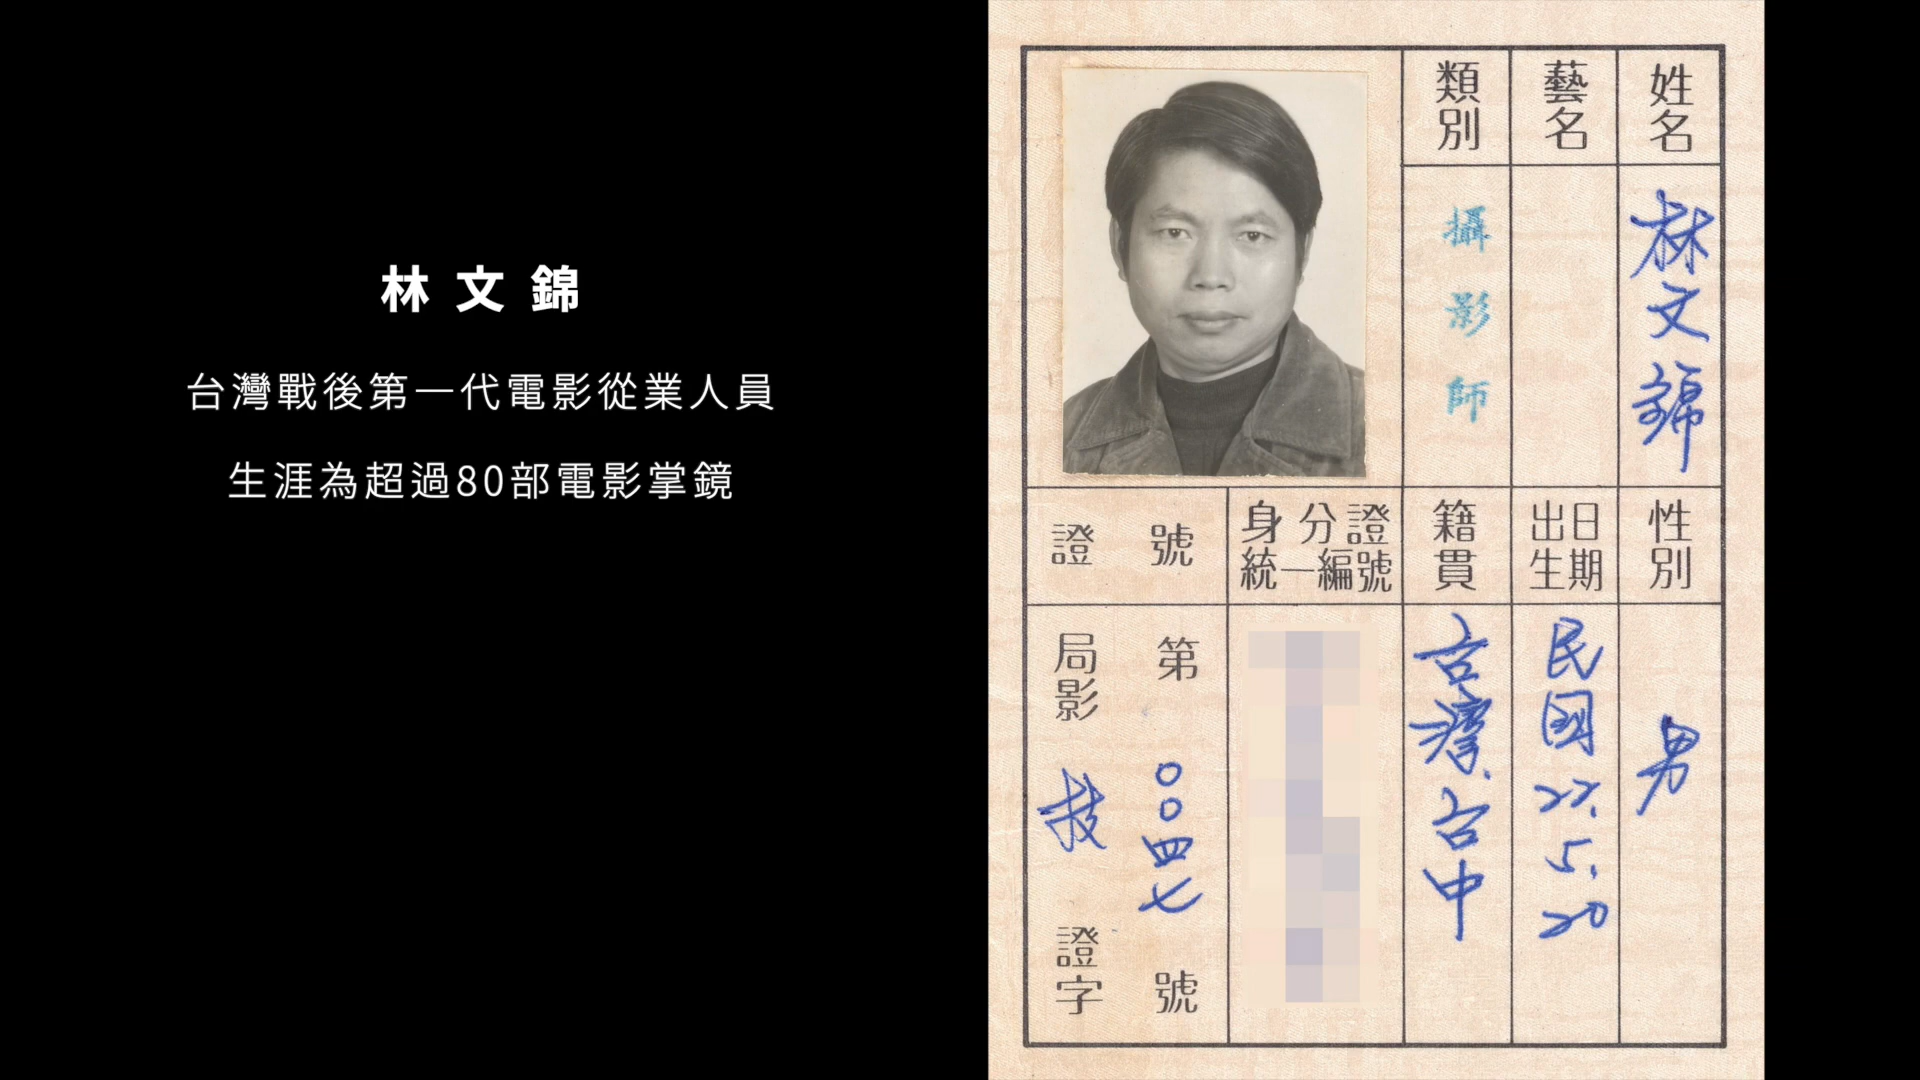 林文錦
台灣戰後第一代電影從業人員
生涯為超過80部電影掌鏡
姓名
林文錦
藝名
類別
攝影師
性別
男
出生日期
民國22.5.20
籍貫
台灣台中
身分證統一編號
證號
局影技證字
第〇〇四七號